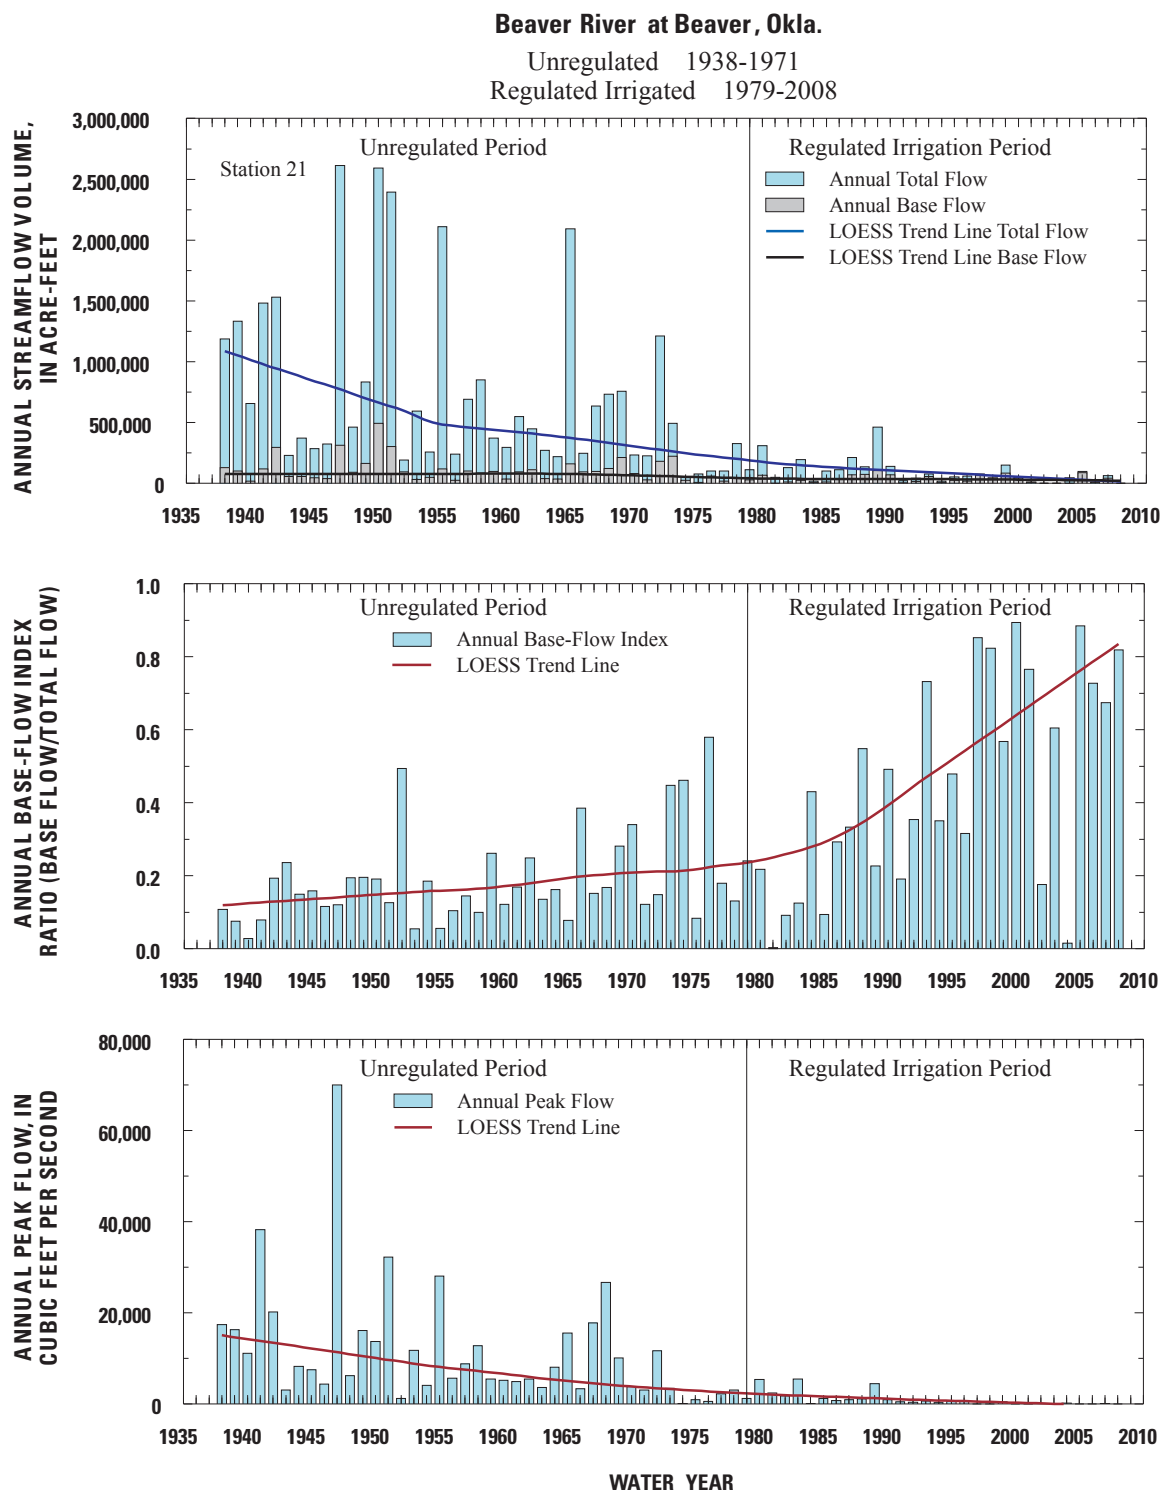 Beaver River at Beaver, Okla.
Unregulated 1938-1971
Regulated Irrigated 1979-2008
ANNUAL STREAMFLOW VOLUME,
IN ACRE-FEET
3,000,000
2,500,000
2,000,000
1,500,000
1,000,000
500,000
0
Unregulated Period
Station 21
Regulated Irrigation Period
Annual Total Flow
Annual Base Flow
LOESS Trend Line Total Flow
LOESS Trend Line Base Flow
1935 1940 1945 1950 1955 1960 1965 1970 1975 1980 1985 1990 1995 2000 2005 2010
ANNUAL BASE-FLOW INDEX
RATIO (BASE FLOW/TOTAL FLOW)
1.0
0.8
0.6
0.4
0.2
0.0
Unregulated Period
Annual Base-Flow Index
LOESS Trend Line
Regulated Irrigation Period
1935 1940 1945 1950 1955 1960 1965 1970 1975 1980 1985 1990 1995 2000 2005 2010
ANNUAL PEAK FLOW, IN
CUBIC FEET PER SECOND
80,000
60,000
40,000
20,000
0
Unregulated Period
Annual Peak Flow
LOESS Trend Line
Regulated Irrigation Period
1935 1940 1945 1950 1955 1960 1965 1970 1975 1980 1985 1990 1995 2000 2005 2010
WATER YEAR